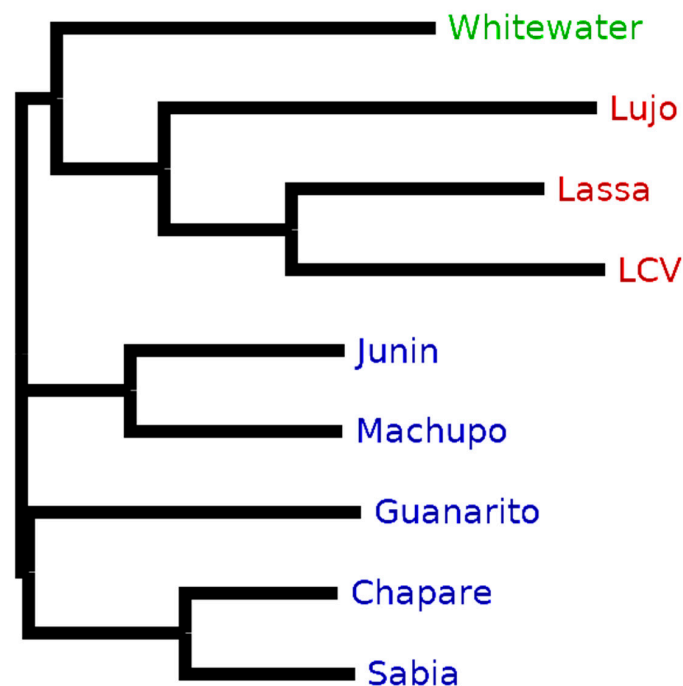 Whitewater
Lujo
Lassa
LCV
Junin
Machupo
Guanarito
Chapare
Sabia